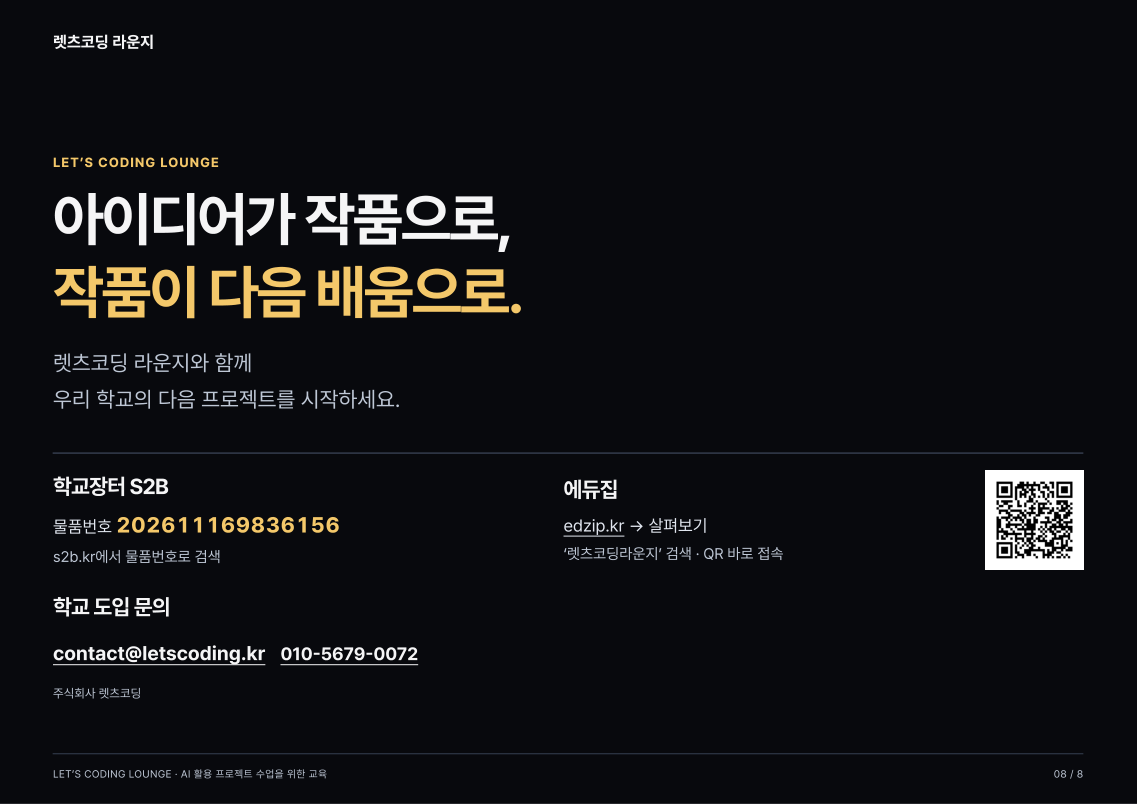 렛츠코딩 라운지
LET’S CODING LOUNGE
아이디어가 작품으로,
작품이 다음 배움으로.
렛츠코딩 라운지와 함께
우리 학교의 다음 프로젝트를 시작하세요.
학교장터 S2B
물품번호 202611169836156
s2b.kr에서 물품번호로 검색
에듀집
edzip.kr → 살펴보기
‘렛츠코딩라운지’ 검색 · QR 바로 접속
학교 도입 문의
contact@letscoding.kr 010-5679-0072
주식회사 렛츠코딩
LET’S CODING LOUNGE · AI 활용 프로젝트 수업을 위한 교육
08 / 8